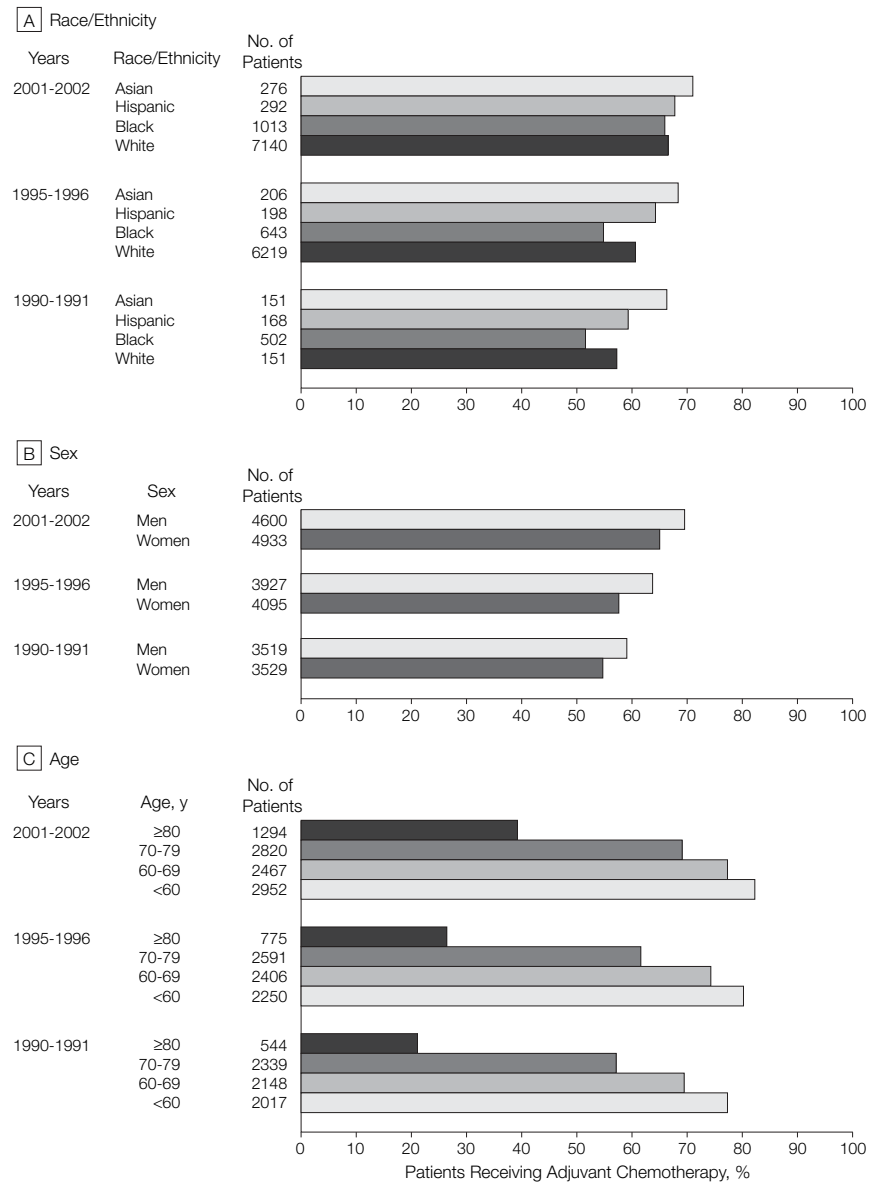 A Race/Ethnicity
Years Race/Ethnicity No. of Patients
2001-2002 Asian 276
Hispanic 292
Black 1013
White 7140
1995-1996 Asian 206
Hispanic 198
Black 643
White 6219
1990-1991 Asian 151
Hispanic 168
Black 502
White 151
0 10 20 30 40 50 60 70 80 90 100
B Sex
Years Sex No. of Patients
2001-2002 Men 4600
Women 4933
1995-1996 Men 3927
Women 4095
1990-1991 Men 3519
Women 3529
0 10 20 30 40 50 60 70 80 90 100
C Age
Years Age, y No. of Patients
2001-2002 ≥80 1294
70-79 2820
60-69 2467
<60 2952
1995-1996 ≥80 775
70-79 2591
60-69 2406
<60 2250
1990-1991 ≥80 544
70-79 2339
60-69 2148
<60 2017
0 10 20 30 40 50 60 70 80 90 100
Patients Receiving Adjuvant Chemotherapy, %